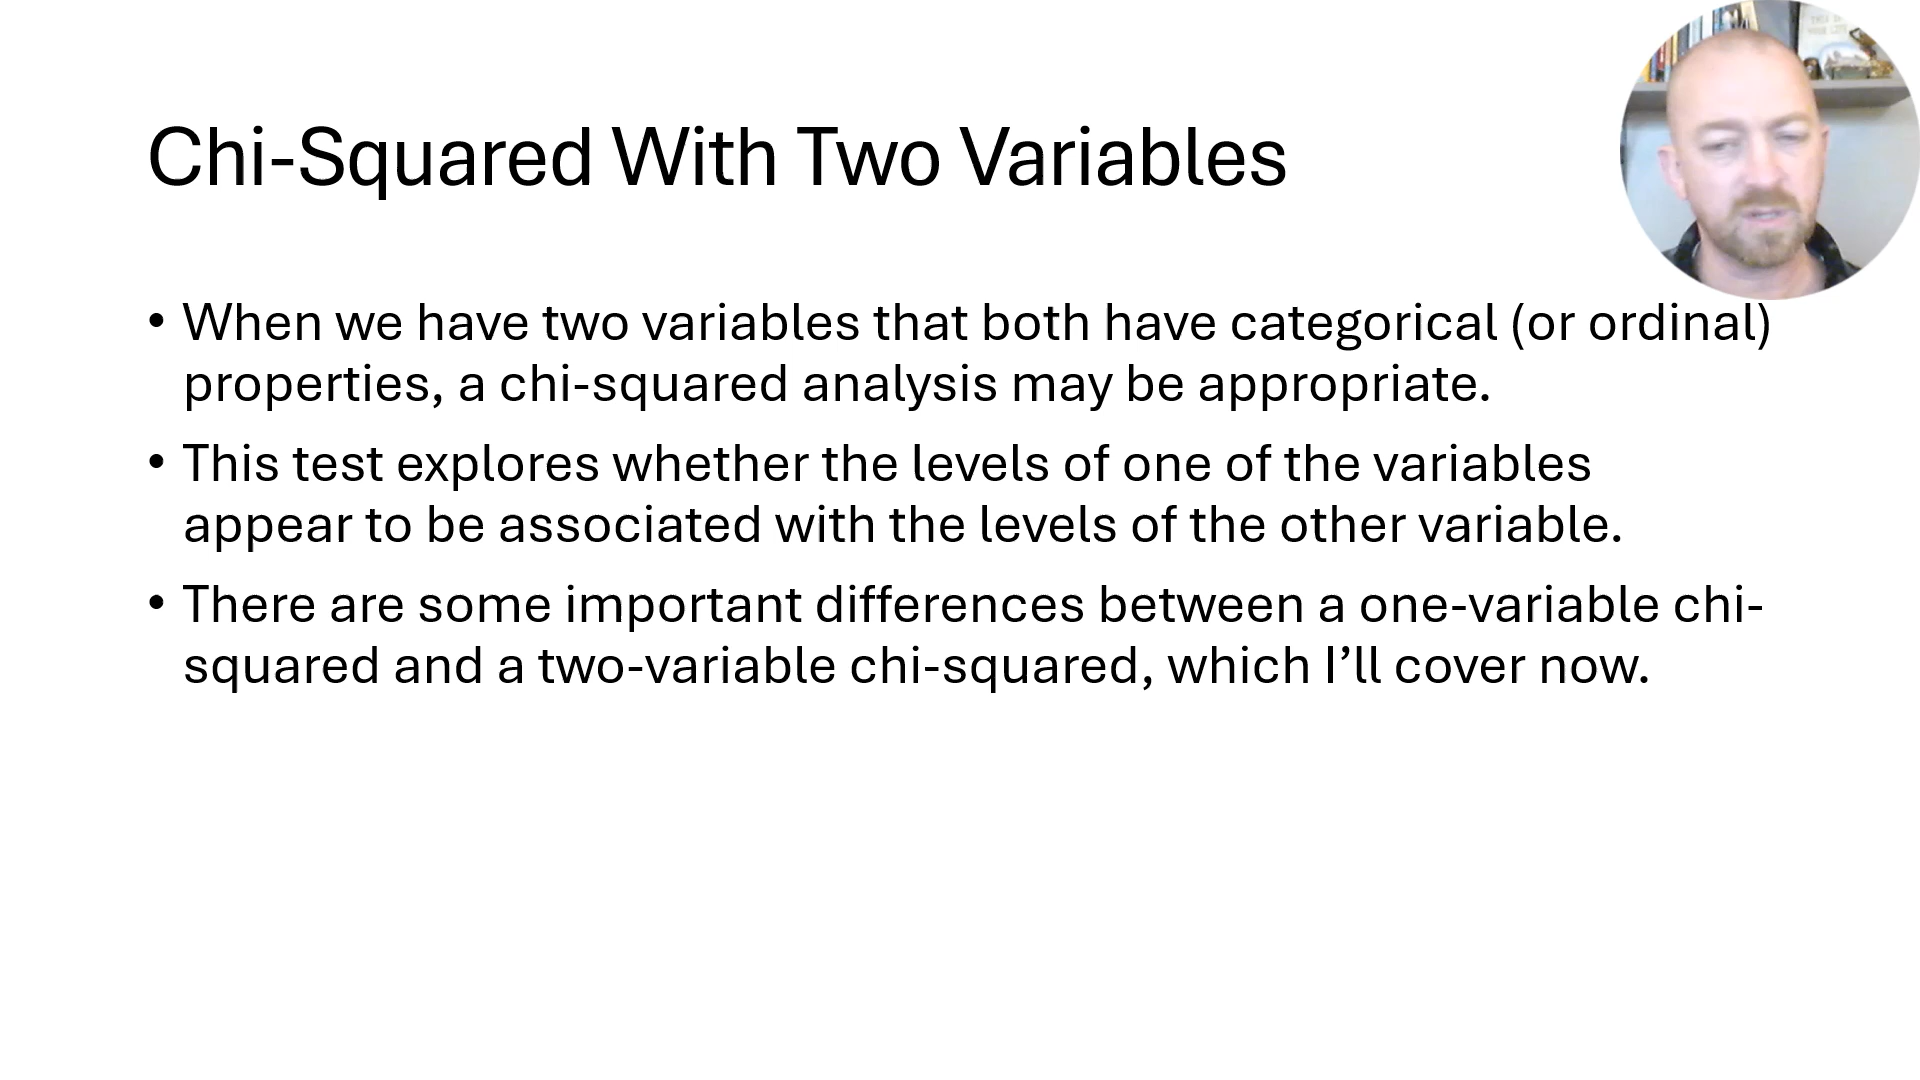 Chi-Squared With Two Variables
• When we have two variables that both have categorical (or ordinal)
properties, a chi-squared analysis may be appropriate.
• This test explores whether the levels of one of the variables
appear to be associated with the levels of the other variable.
• There are some important differences between a one-variable chi-
squared and a two-variable chi-squared, which I’ll cover now.